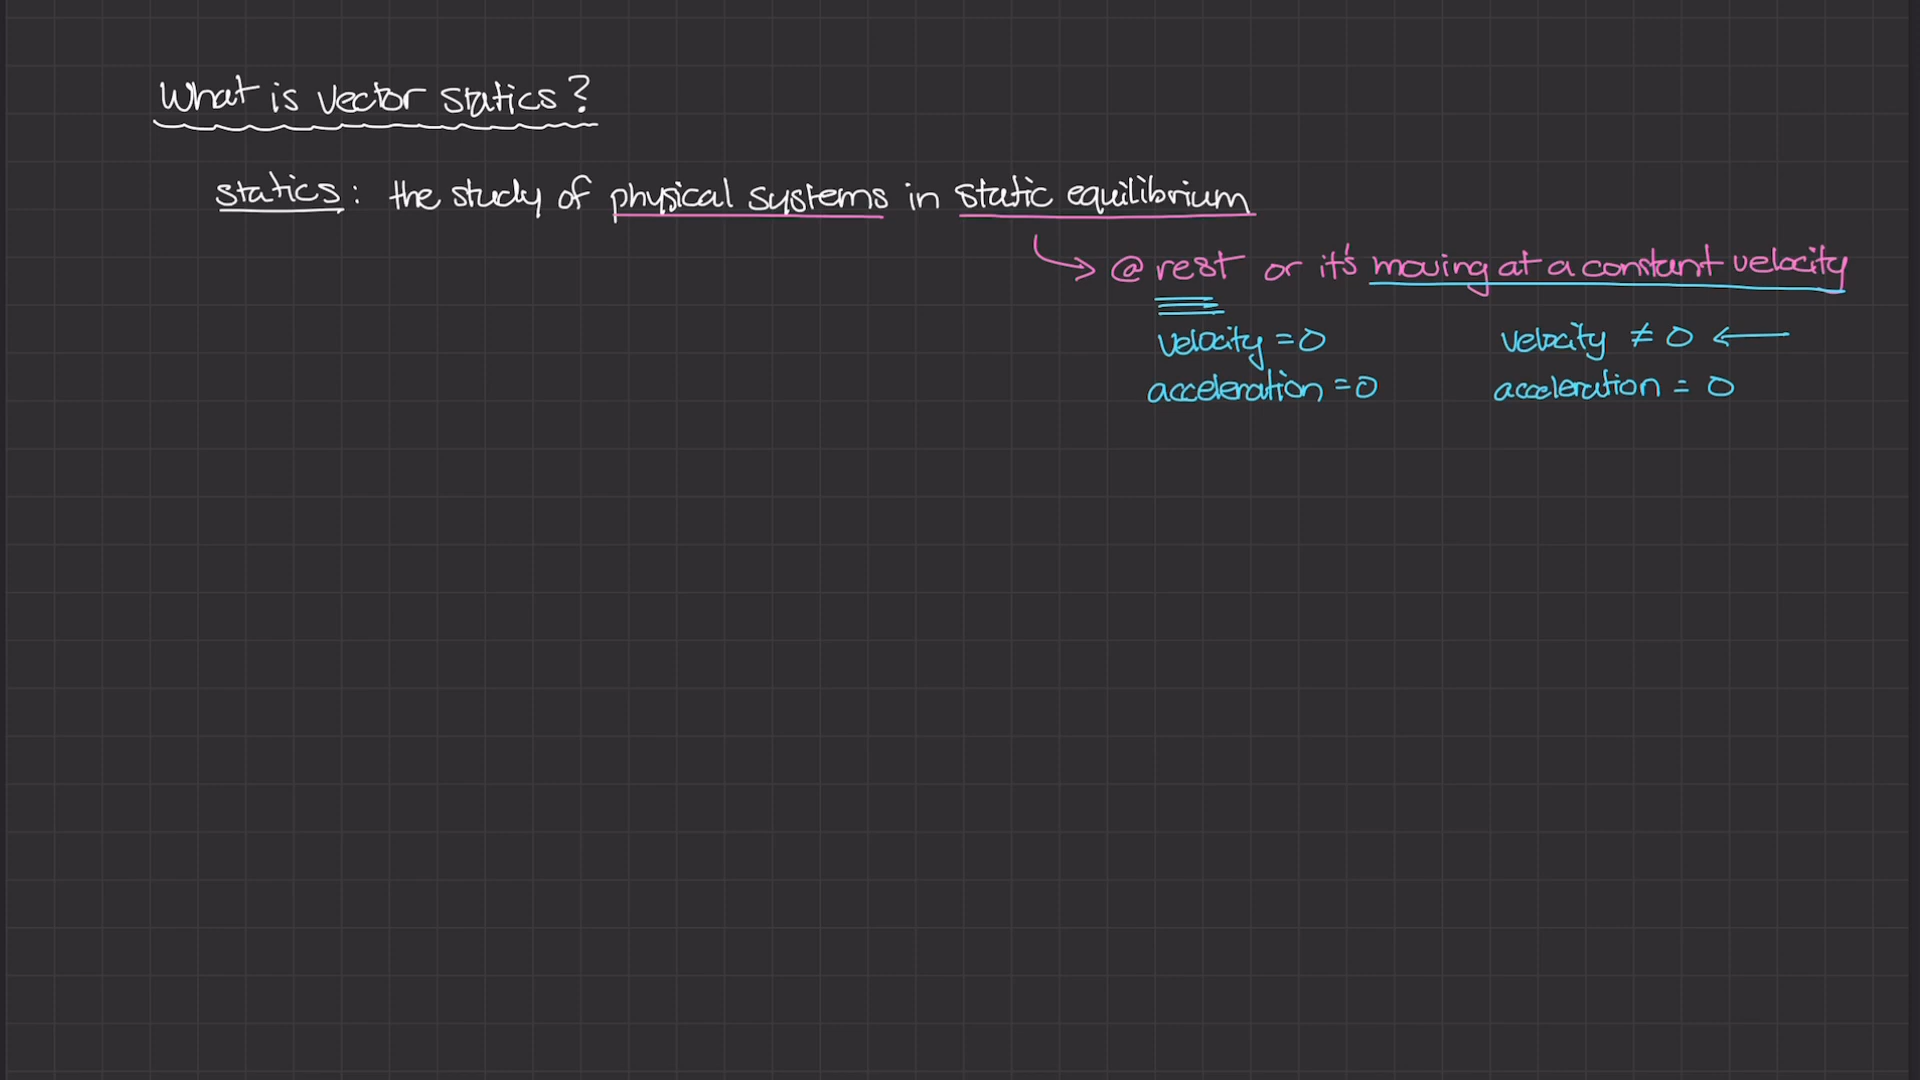 What is vector statics?
statics: the study of physical systems in static equilibrium
→ @ rest or it's moving at a constant velocity
velocity = 0 velocity ≠ 0 ←
acceleration = 0 acceleration = 0